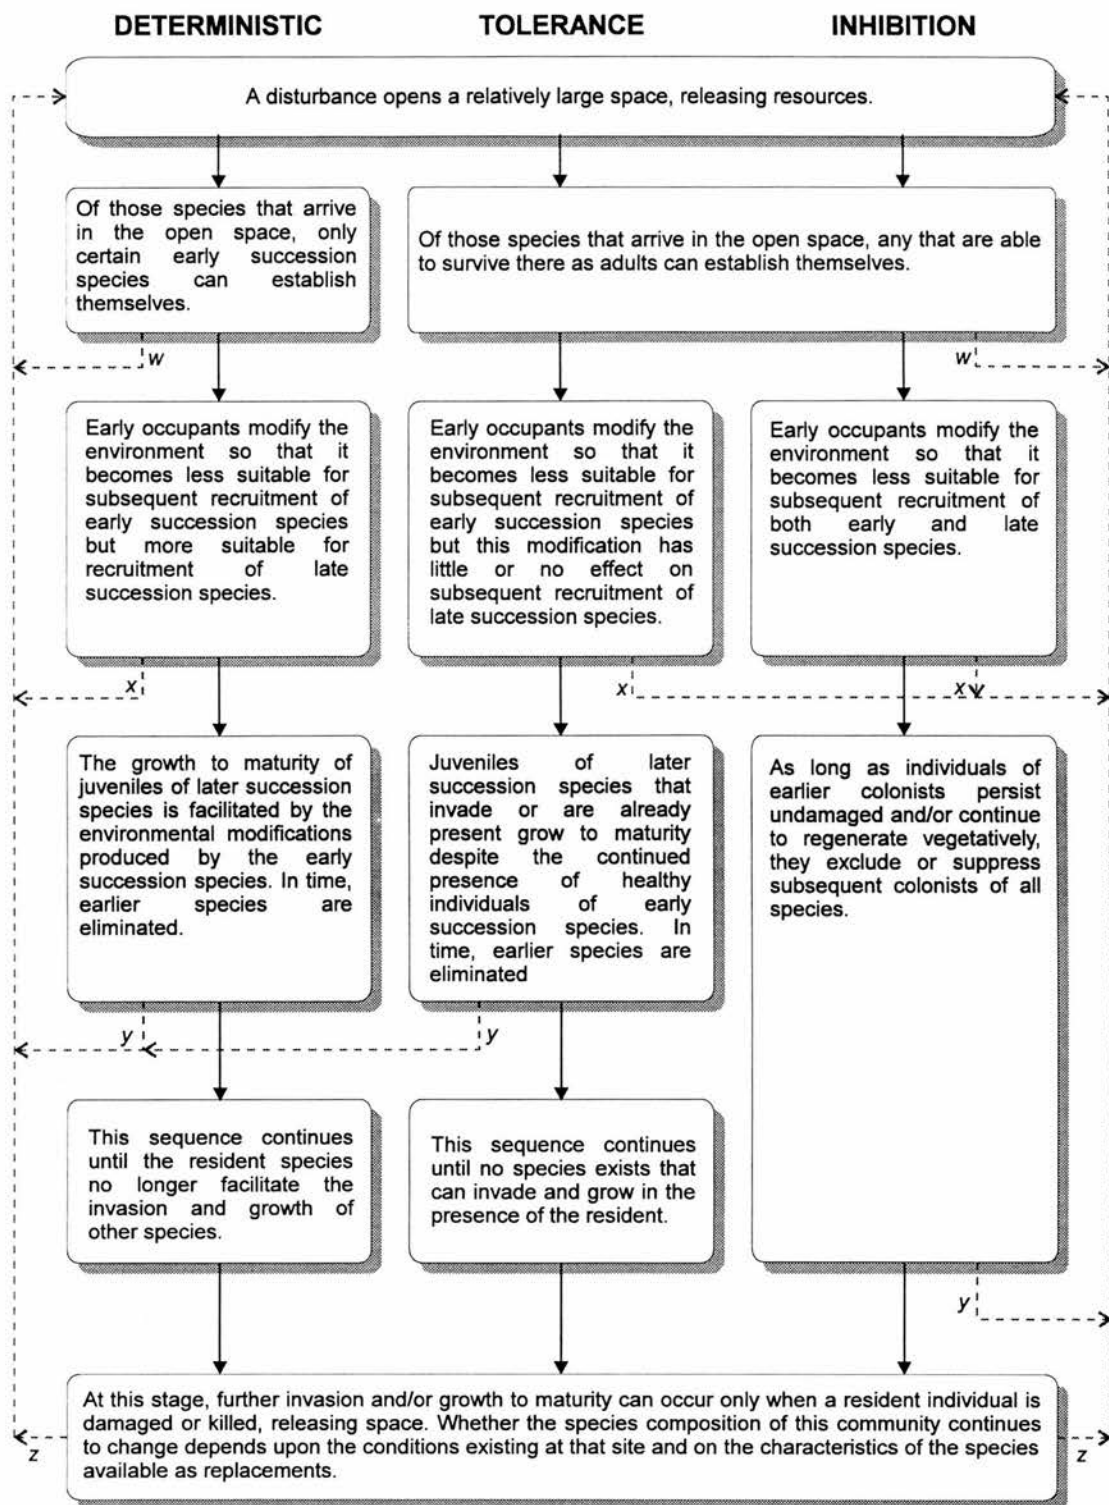 DETERMINISTIC TOLERANCE INHIBITION
A disturbance opens a relatively large space, releasing resources.
Of those species that arrive
in the open space, only
certain early succession
species can establish
themselves.
Of those species that arrive in the open space, any that are able
to survive there as adults can establish themselves.
w
w
Early occupants modify the
environment so that it
becomes less suitable for
subsequent recruitment of
early succession species
but more suitable for
recruitment of late
succession species.
Early occupants modify the
environment so that it
becomes less suitable for
subsequent recruitment of
early succession species
but this modification has
little or no effect on
subsequent recruitment of
late succession species.
Early occupants modify the
environment so that it
becomes less suitable for
subsequent recruitment of
both early and late
succession species.
x
x
x
The growth to maturity of
juveniles of later succession
species is facilitated by the
environmental modifications
produced by the early
succession species. In time,
earlier species are
eliminated.
Juveniles of later
succession species that
invade or are already
present grow to maturity
despite the continued
presence of healthy
individuals of early
succession species. In
time, earlier species are
eliminated
As long as individuals of
earlier colonists persist
undamaged and/or continue
to regenerate vegetatively,
they exclude or suppress
subsequent colonists of all
species.
y
y
This sequence continues
until the resident species
no longer facilitate the
invasion and growth of
other species.
This sequence continues
until no species exists that
can invade and grow in the
presence of the resident.
y
At this stage, further invasion and/or growth to maturity can occur only when a resident individual is
damaged or killed, releasing space. Whether the species composition of this community continues
to change depends upon the conditions existing at that site and on the characteristics of the species
available as replacements.
z
z